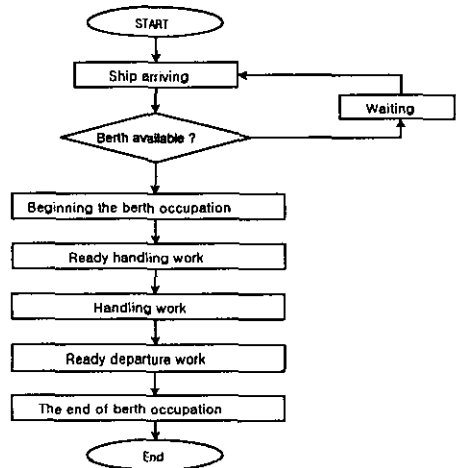 START
Ship arriving
Waiting
Berth available ?
Beginning the berth occupation
Ready handling work
Handling work
Ready departure work
The end of berth occupation
End